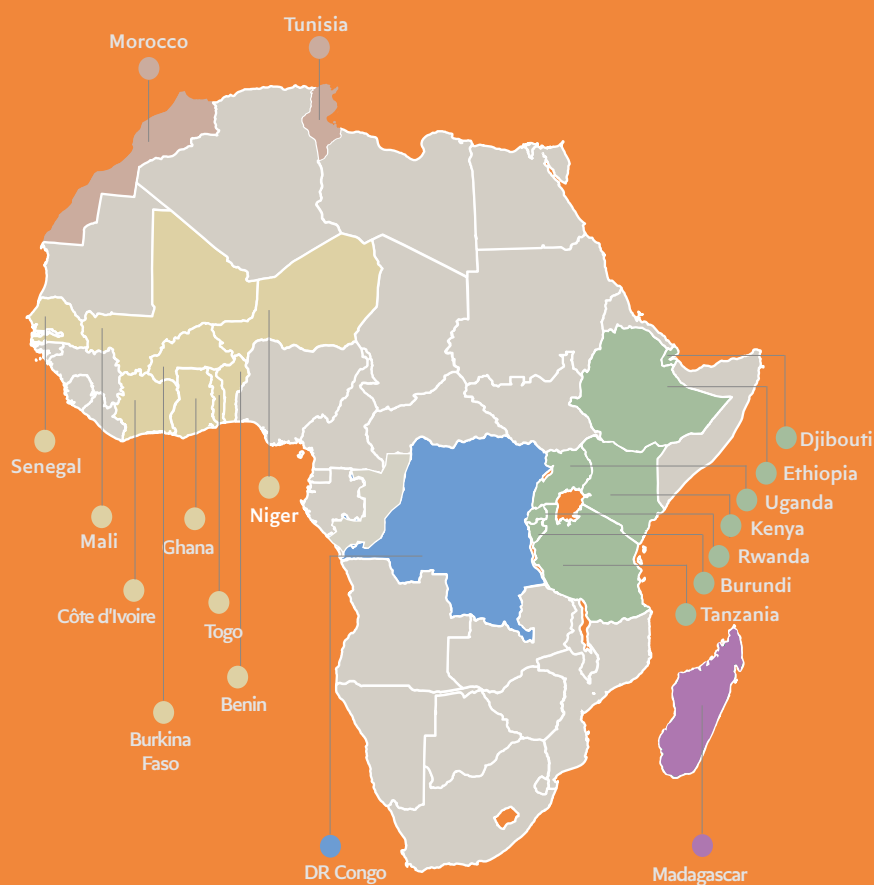 Tunisia
Morocco
Djibouti
Senegal
Ethiopia
Uganda
Niger
Kenya
Mali
Ghana
Rwanda
Burundi
Côte d'Ivoire
Togo
Tanzania
Benin
Burkina
Faso
DR Congo
Madagascar